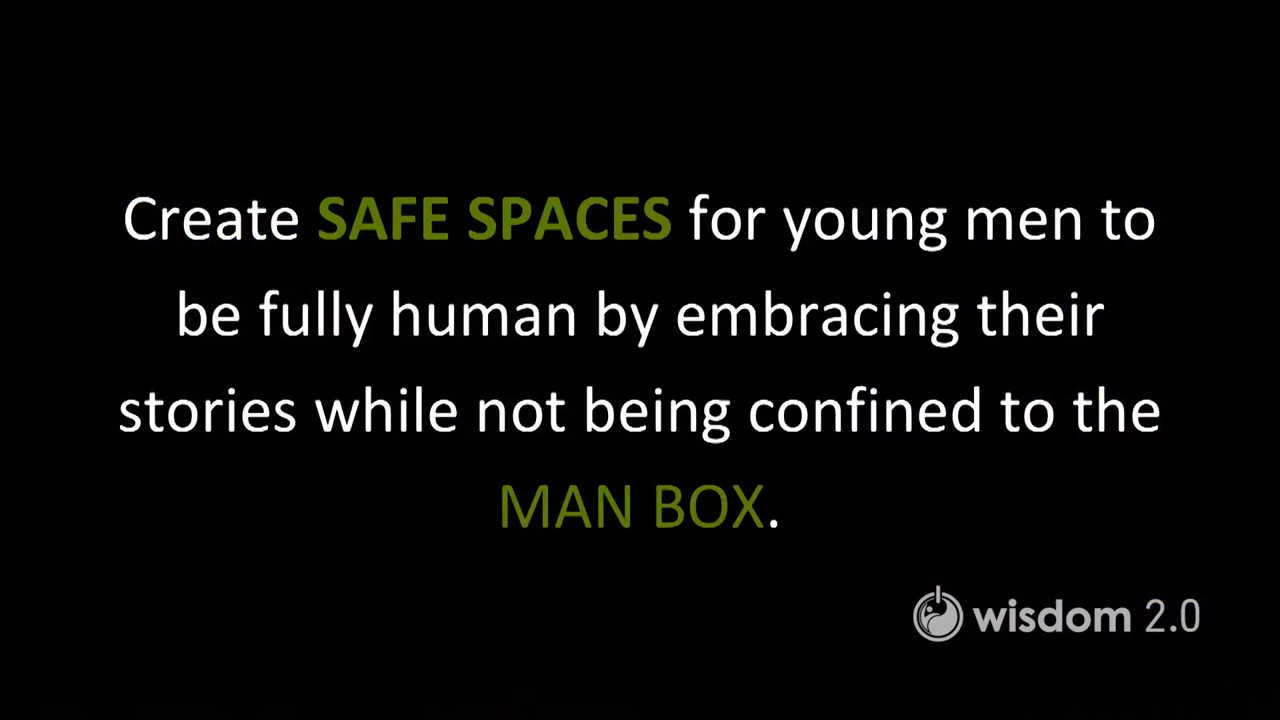 Create SAFE SPACES for young men to
be fully human by embracing their
stories while not being confined to the
MAN BOX.
wisdom 2.0